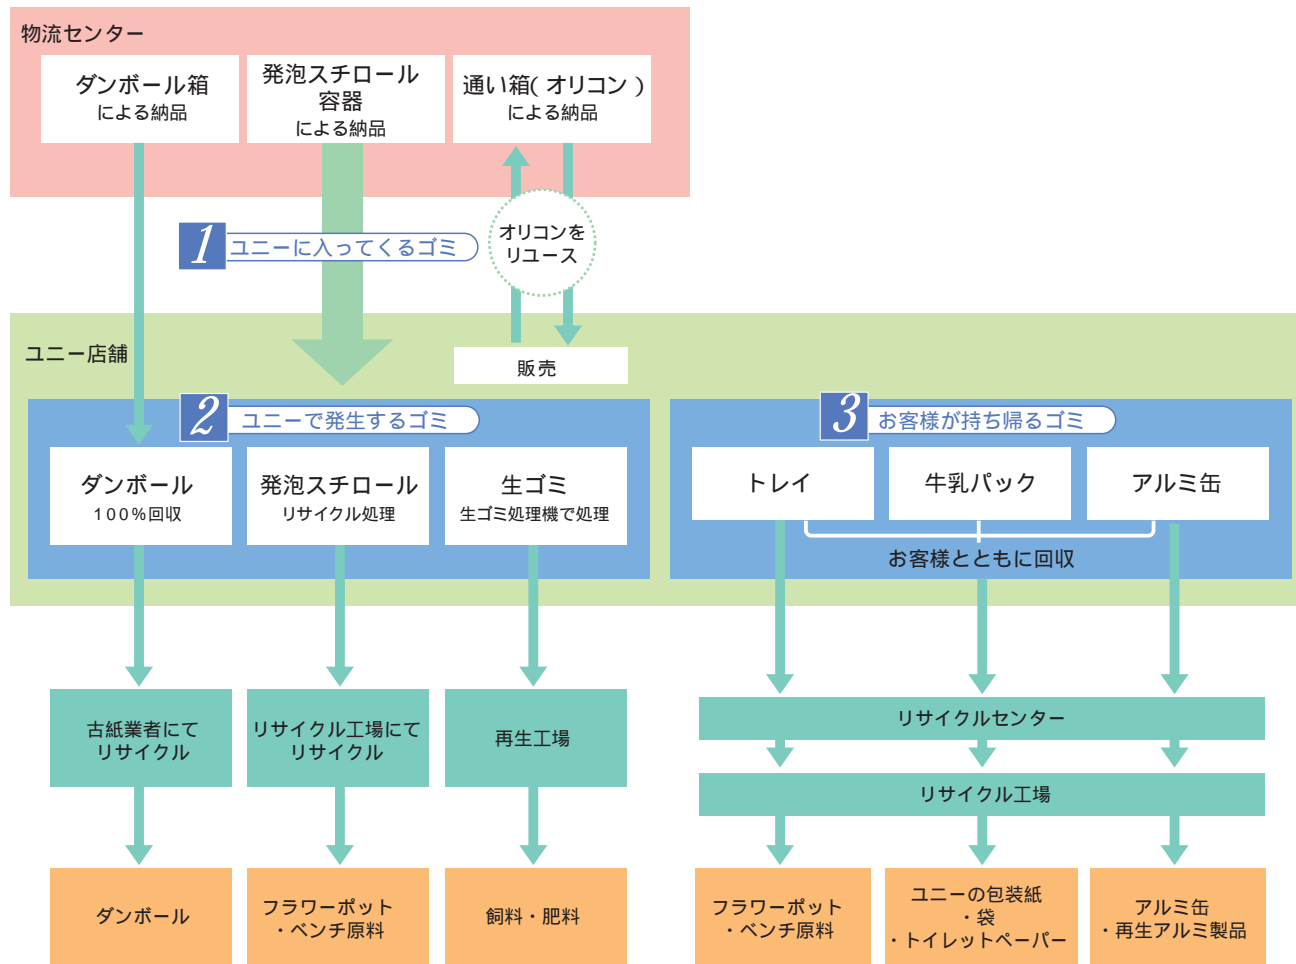 物流センター
ダンボール箱
による納品
発泡スチロール
容器
による納品
通い箱(オリコン)
による納品
1 ユニーに入ってくるゴミ
オリコンを
リユース
ユニー店舗
販売
2 ユニーで発生するゴミ
ダンボール
100%回収
発泡スチロール
リサイクル処理
生ゴミ
生ゴミ処理機で処理
3 お客様が持ち帰るゴミ
トレイ
牛乳パック
アルミ缶
お客様とともに回収
古紙業者にて
リサイクル
リサイクル工場にて
リサイクル
再生工場
リサイクルセンター
リサイクル工場
ダンボール
フラワーポット
・ベンチ原料
飼料・肥料
フラワーポット
・ベンチ原料
ユニーの包装紙
・袋
・トイレットペーパー
アルミ缶
・再生アルミ製品